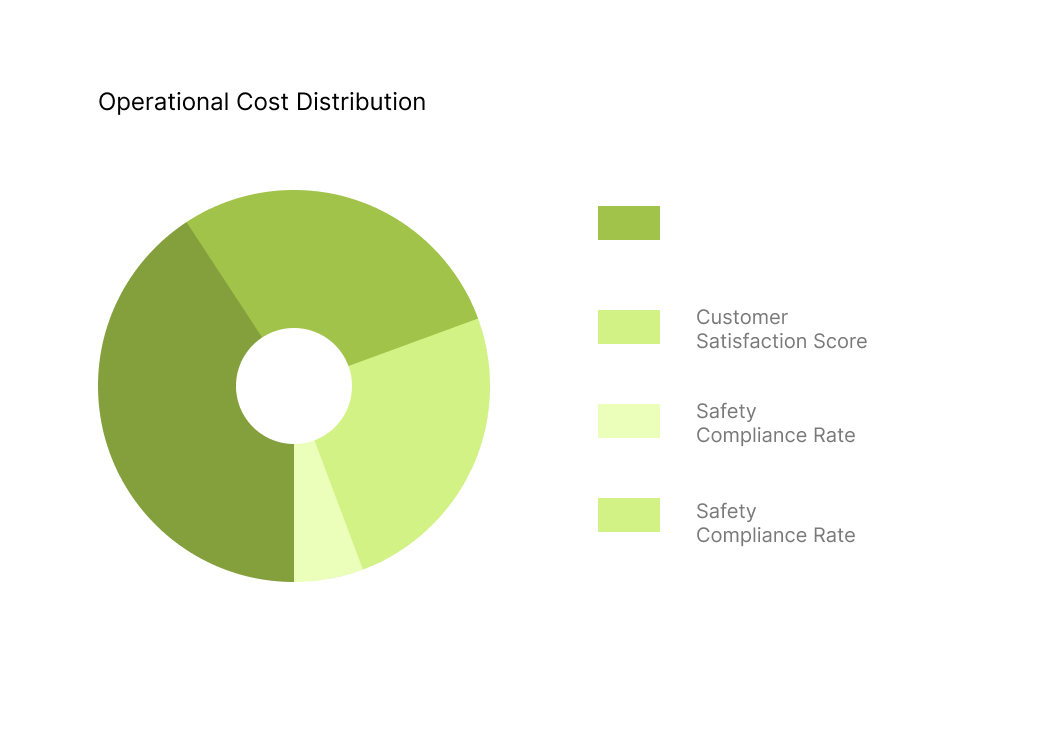 Operational Cost Distribution
Customer
Satisfaction Score
Safety
Compliance Rate
Safety
Compliance Rate